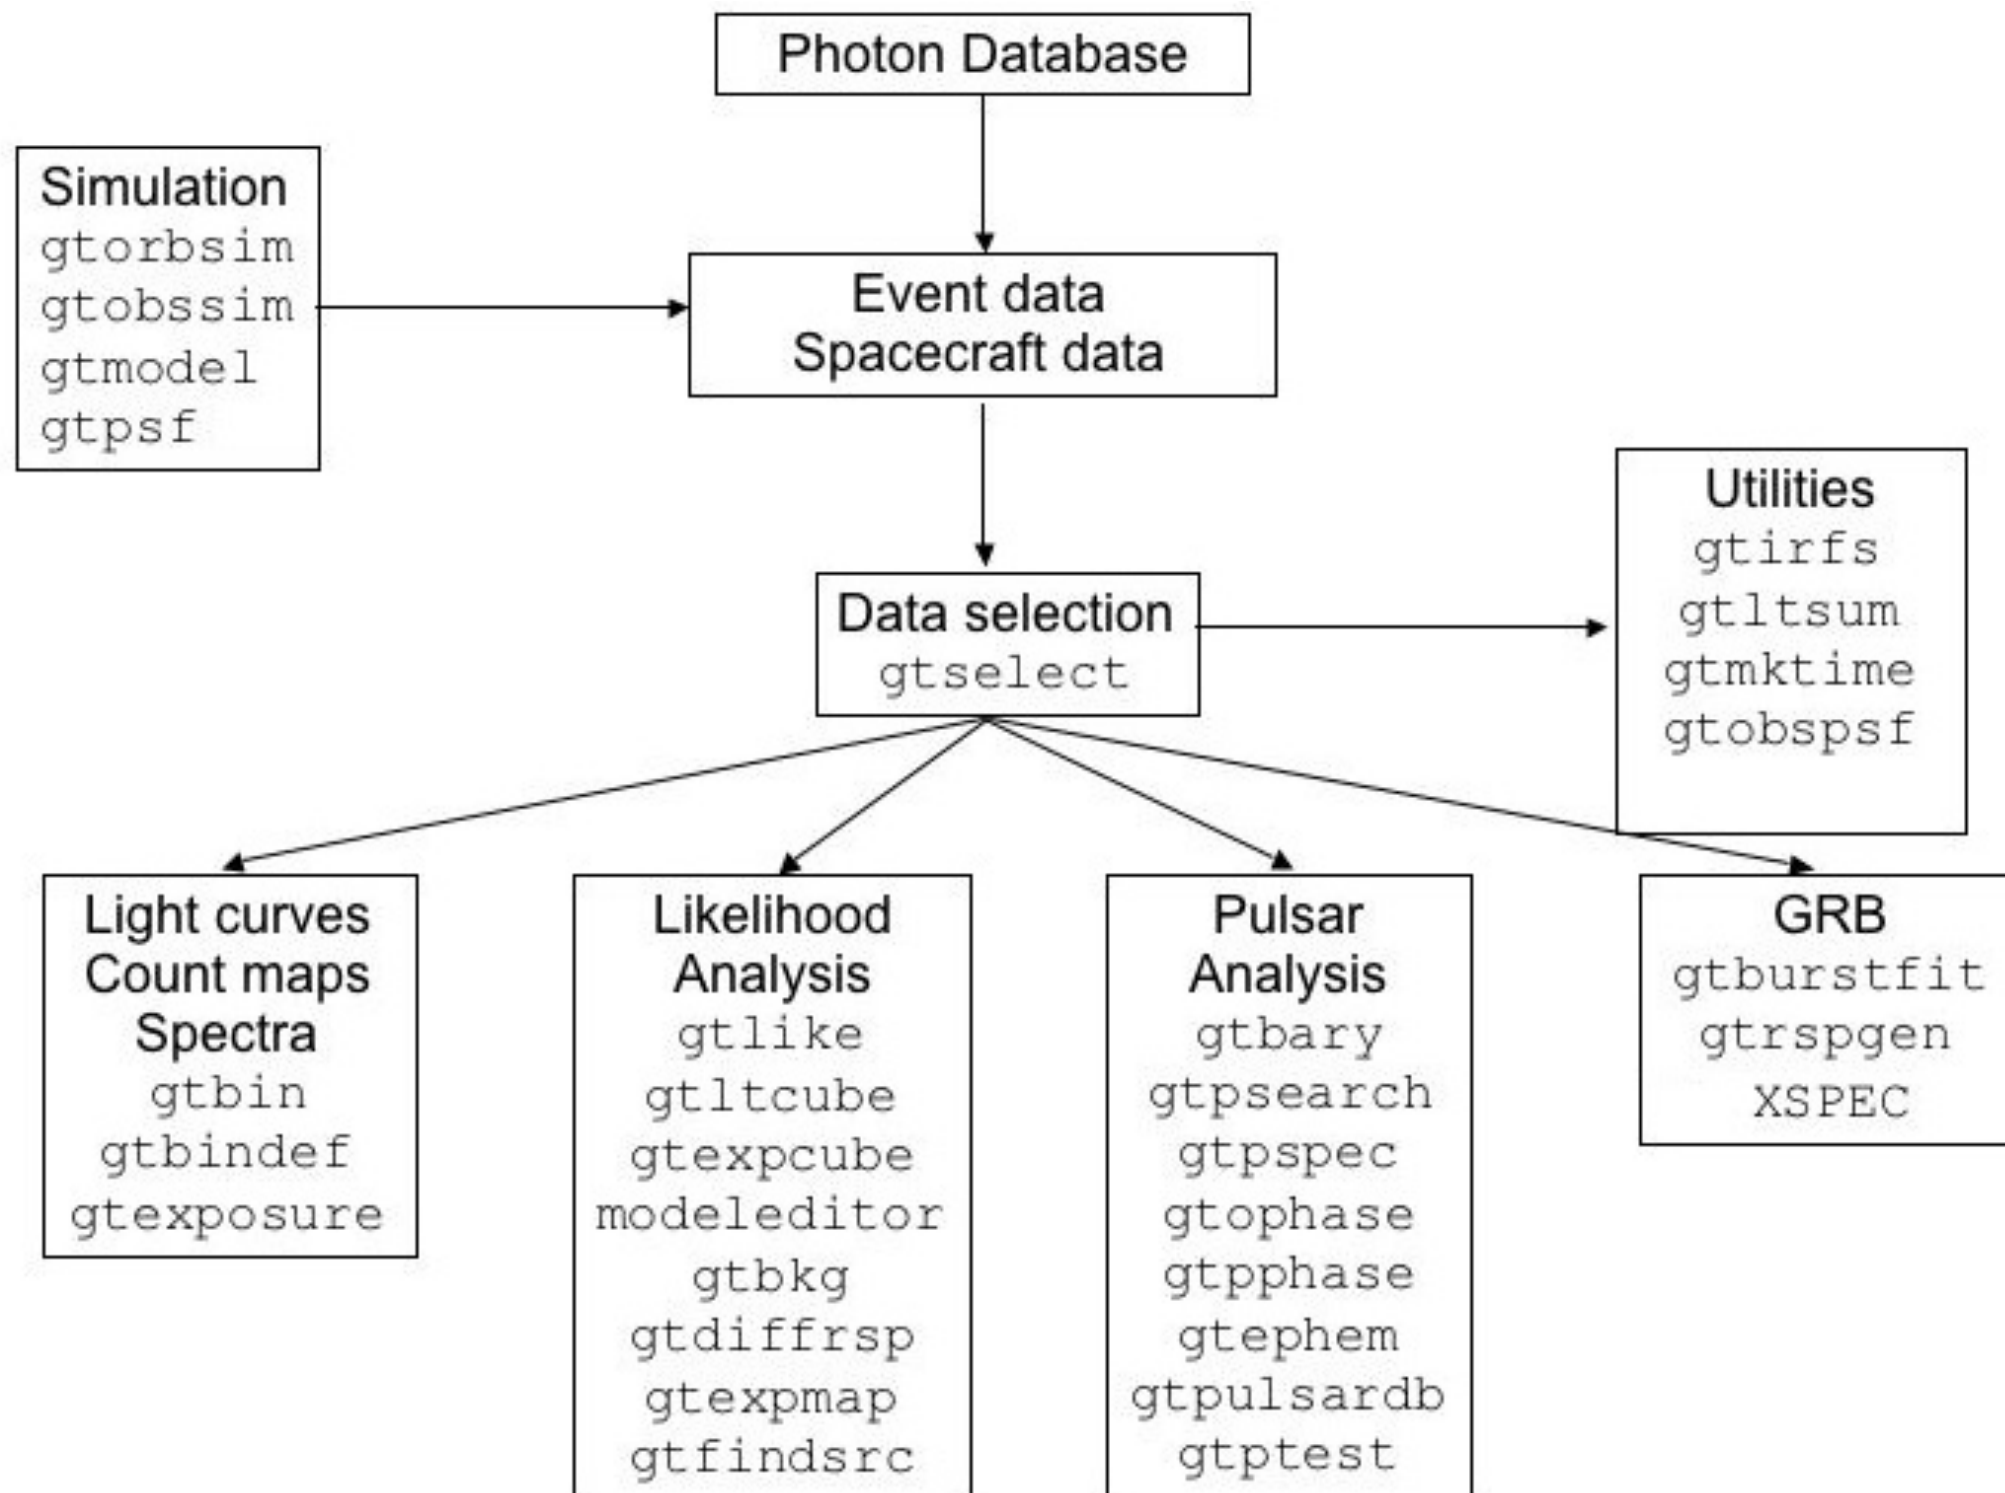 Photon Database
Simulation
gtorbsim
gtobssim
gtmodel
gtpsf
Event data
Spacecraft data
Utilities
gtirfs
gtltsum
gtmktime
gtobspsf
Data selection
gtselect
Light curves
Count maps
Spectra
gtbin
gtbindef
gtexposure
Likelihood
Analysis
gtlike
gtltcube
gtexpcube
modeleditor
gtbkg
gtdiffrsp
gtexpmap
gtfindsrc
Pulsar
Analysis
gtbary
gtpsearch
gtpspec
gtophase
gtpphase
gtephem
gtpulsardb
gtptest
GRB
gtburstfit
gtrspgen
XSPEC